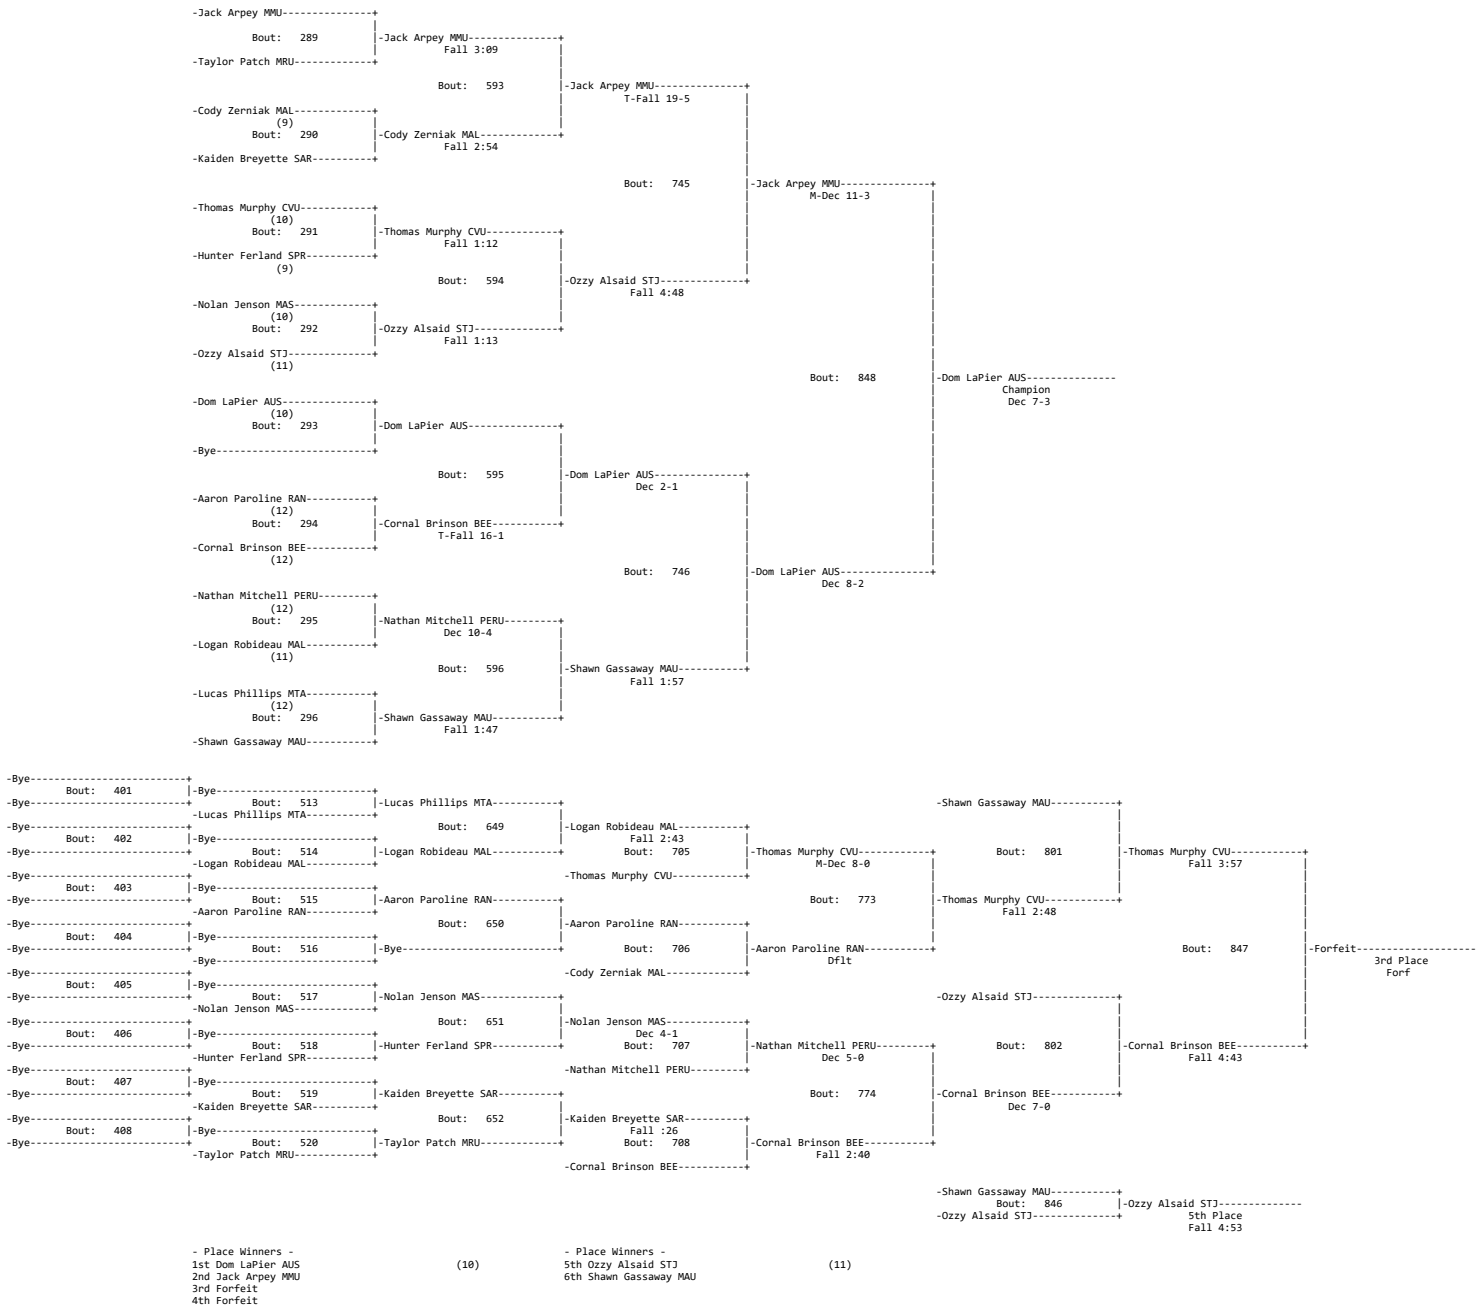 -Jack Arpey MMU---------------+
Bout: 289 |-Jack Arpey MMU---------------+
Fall 3:09
-Taylor Patch MRU-------------+
Bout: 593 |-Jack Arpey MMU---------------+
T-Fall 19-5
-Cody Zerniak MAL-------------+
(9)
Bout: 290 |-Cody Zerniak MAL-------------+
Fall 2:54
-Kaiden Breyette SAR----------+
Bout: 745 |-Jack Arpey MMU---------------+
M-Dec 11-3
-Thomas Murphy CVU------------+
(10)
Bout: 291 |-Thomas Murphy CVU------------+
Fall 1:12
-Hunter Ferland SPR-----------+
(9)
Bout: 594 |-Ozzy Alsaid STJ--------------+
Fall 4:48
-Nolan Jenson MAS-------------+
(10)
Bout: 292 |-Ozzy Alsaid STJ--------------+
Fall 1:13
-Ozzy Alsaid STJ--------------+
(11)
Bout: 848 |-Dom LaPier AUS---------------
Champion
Dec 7-3
-Dom LaPier AUS---------------+
(10)
Bout: 293 |-Dom LaPier AUS---------------+
-Bye--------------------------+
Bout: 595 |-Dom LaPier AUS---------------+
Dec 2-1
-Aaron Paroline RAN-----------+
(12)
Bout: 294 |-Cornal Brinson BEE-----------+
T-Fall 16-1
-Cornal Brinson BEE-----------+
(12)
Bout: 746 |-Dom LaPier AUS---------------+
Dec 8-2
-Nathan Mitchell PERU---------+
(12)
Bout: 295 |-Nathan Mitchell PERU---------+
Dec 10-4
-Logan Robideau MAL-----------+
(11)
Bout: 596 |-Shawn Gassaway MAU-----------+
Fall 1:57
-Lucas Phillips MTA-----------+
(12)
Bout: 296 |-Shawn Gassaway MAU-----------+
Fall 1:47
-Shawn Gassaway MAU-----------+
-Bye--------------------------+
Bout: 401 |-Bye--------------------------+
-Bye--------------------------+ Bout: 513 |-Lucas Phillips MTA-----------+ -Shawn Gassaway MAU-----------+
-Lucas Phillips MTA-----------+
-Bye--------------------------+ Bout: 649 |-Logan Robideau MAL-----------+
Bout: 402 |-Bye--------------------------+ Fall 2:43
-Bye--------------------------+ Bout: 514 |-Logan Robideau MAL-----------+ Bout: 705 |-Thomas Murphy CVU------------+ Bout: 801 |-Thomas Murphy CVU------------+
-Logan Robideau MAL-----------+ M-Dec 8-0 Fall 3:57
-Bye--------------------------+ -Thomas Murphy CVU------------+
Bout: 403 |-Bye--------------------------+
-Bye--------------------------+ Bout: 515 |-Aaron Paroline RAN-----------+ Bout: 773 |-Thomas Murphy CVU------------+
-Aaron Paroline RAN-----------+ Fall 2:48
-Bye--------------------------+ Bout: 650 |-Aaron Paroline RAN-----------+
Bout: 404 |-Bye--------------------------+
-Bye--------------------------+ Bout: 516 |-Bye--------------------------+ Bout: 706 |-Aaron Paroline RAN-----------+ Bout: 847 |-Forfeit--------------------
-Bye--------------------------+ Dflt 3rd Place
-Bye--------------------------+ -Cody Zerniak MAL-------------+ Forf
Bout: 405 |-Bye--------------------------+
-Bye--------------------------+ Bout: 517 |-Nolan Jenson MAS-------------+ -Ozzy Alsaid STJ--------------+
-Nolan Jenson MAS-------------+
-Bye--------------------------+ Bout: 651 |-Nolan Jenson MAS-------------+
Bout: 406 |-Bye--------------------------+ Dec 4-1
-Bye--------------------------+ Bout: 518 |-Hunter Ferland SPR-----------+ Bout: 707 |-Nathan Mitchell PERU---------+ Bout: 802 |-Cornal Brinson BEE-----------+
-Hunter Ferland SPR-----------+ Dec 5-0 Fall 4:43
-Bye--------------------------+ -Nathan Mitchell PERU---------+
Bout: 407 |-Bye--------------------------+
-Bye--------------------------+ Bout: 519 |-Kaiden Breyette SAR----------+ Bout: 774 |-Cornal Brinson BEE-----------+
-Kaiden Breyette SAR----------+ Dec 7-0
-Bye--------------------------+ Bout: 652 |-Kaiden Breyette SAR----------+
Bout: 408 |-Bye--------------------------+ Fall :26
-Bye--------------------------+ Bout: 520 |-Taylor Patch MRU-------------+ Bout: 708 |-Cornal Brinson BEE-----------+
-Taylor Patch MRU-------------+ Fall 2:40
-Cornal Brinson BEE-----------+
-Shawn Gassaway MAU-----------+
Bout: 846 |-Ozzy Alsaid STJ--------------
-Ozzy Alsaid STJ--------------+ 5th Place
Fall 4:53
- Place Winners - - Place Winners -
1st Dom LaPier AUS (10) 5th Ozzy Alsaid STJ (11)
2nd Jack Arpey MMU 6th Shawn Gassaway MAU
3rd Forfeit
4th Forfeit